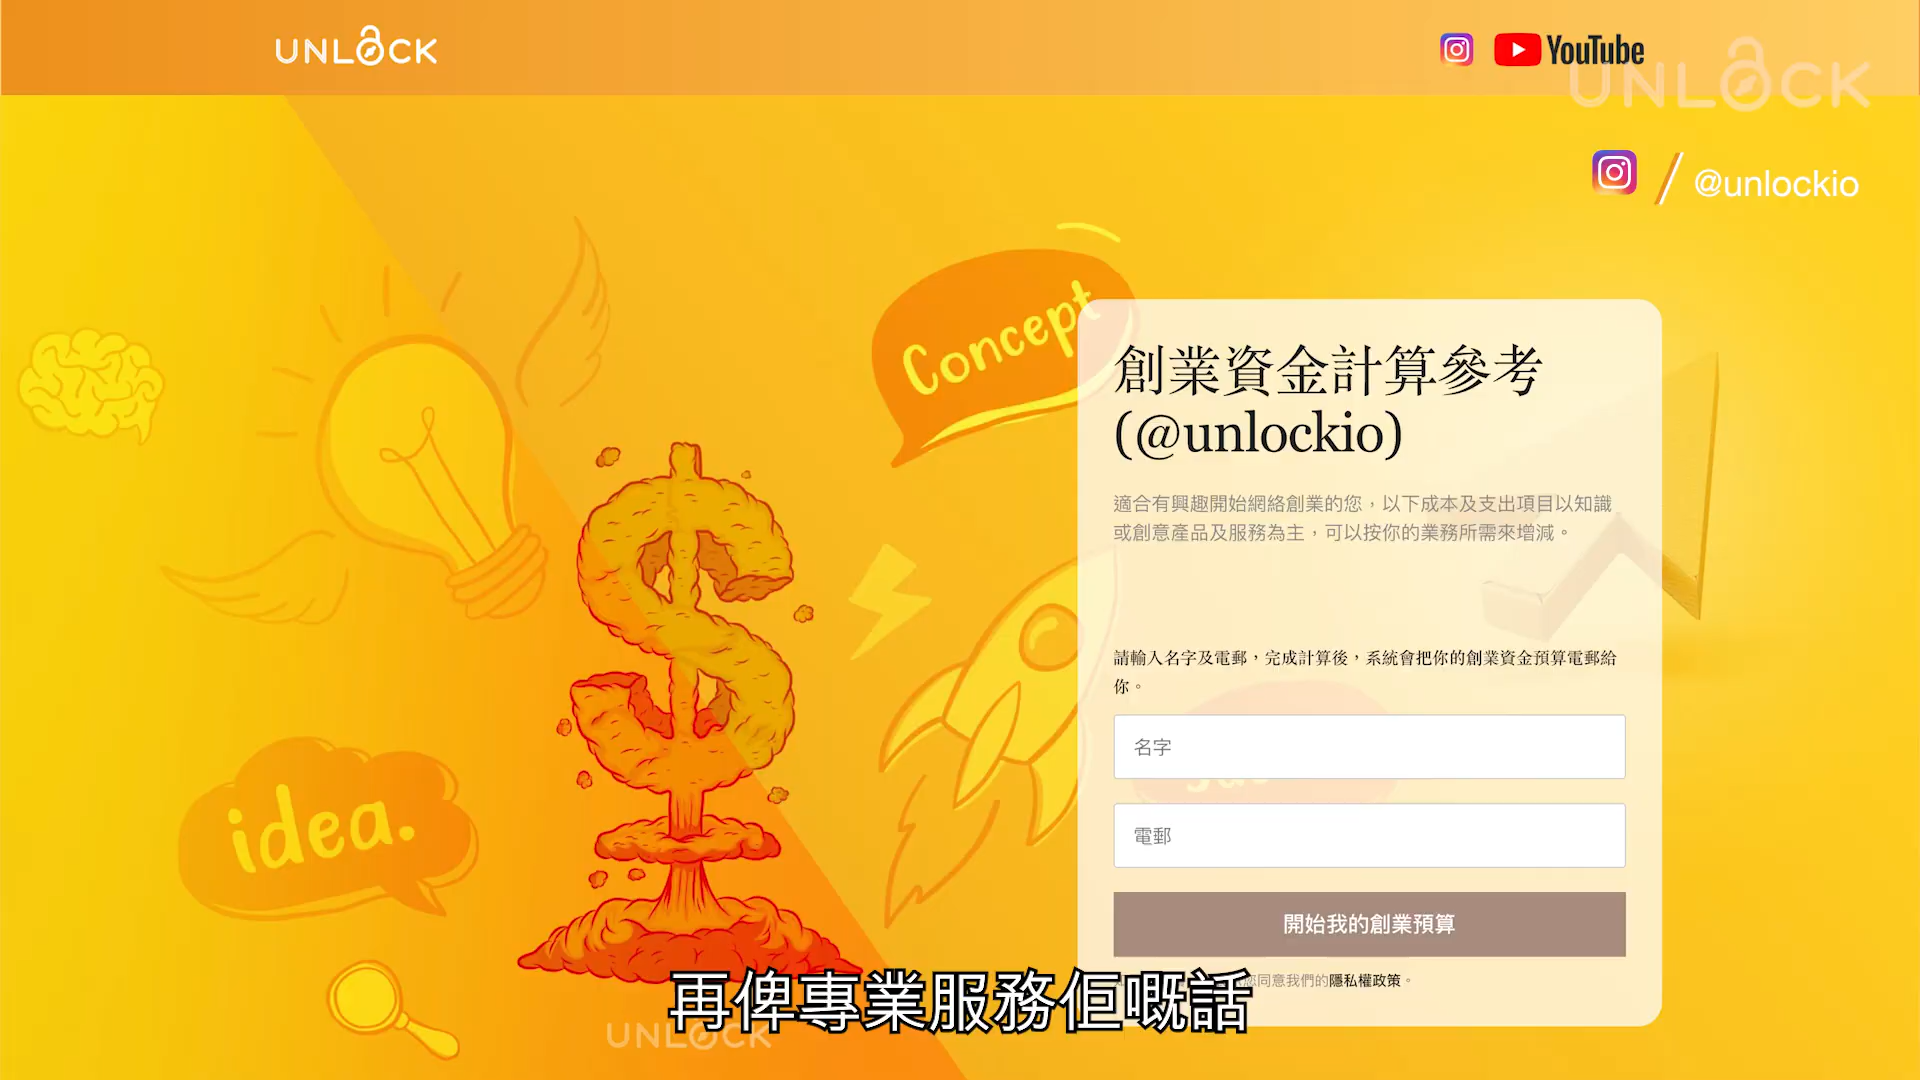 UNLOCK
YouTube
UNLOCK
@unlockio
Concept
創業資金計算參考
(@unlockio)
適合有興趣開始網絡創業的您，以下成本及支出項目以知識
或創意產品及服務為主，可以按你的業務所需來增減。
請輸入名字及電郵，完成計算後，系統會把你的創業資金預算電郵給
你。
名字
電郵
idea.
開始我的創業預算
您同意我們的隱私權政策。
再俾專業服務佢嘅話
UNLOCK